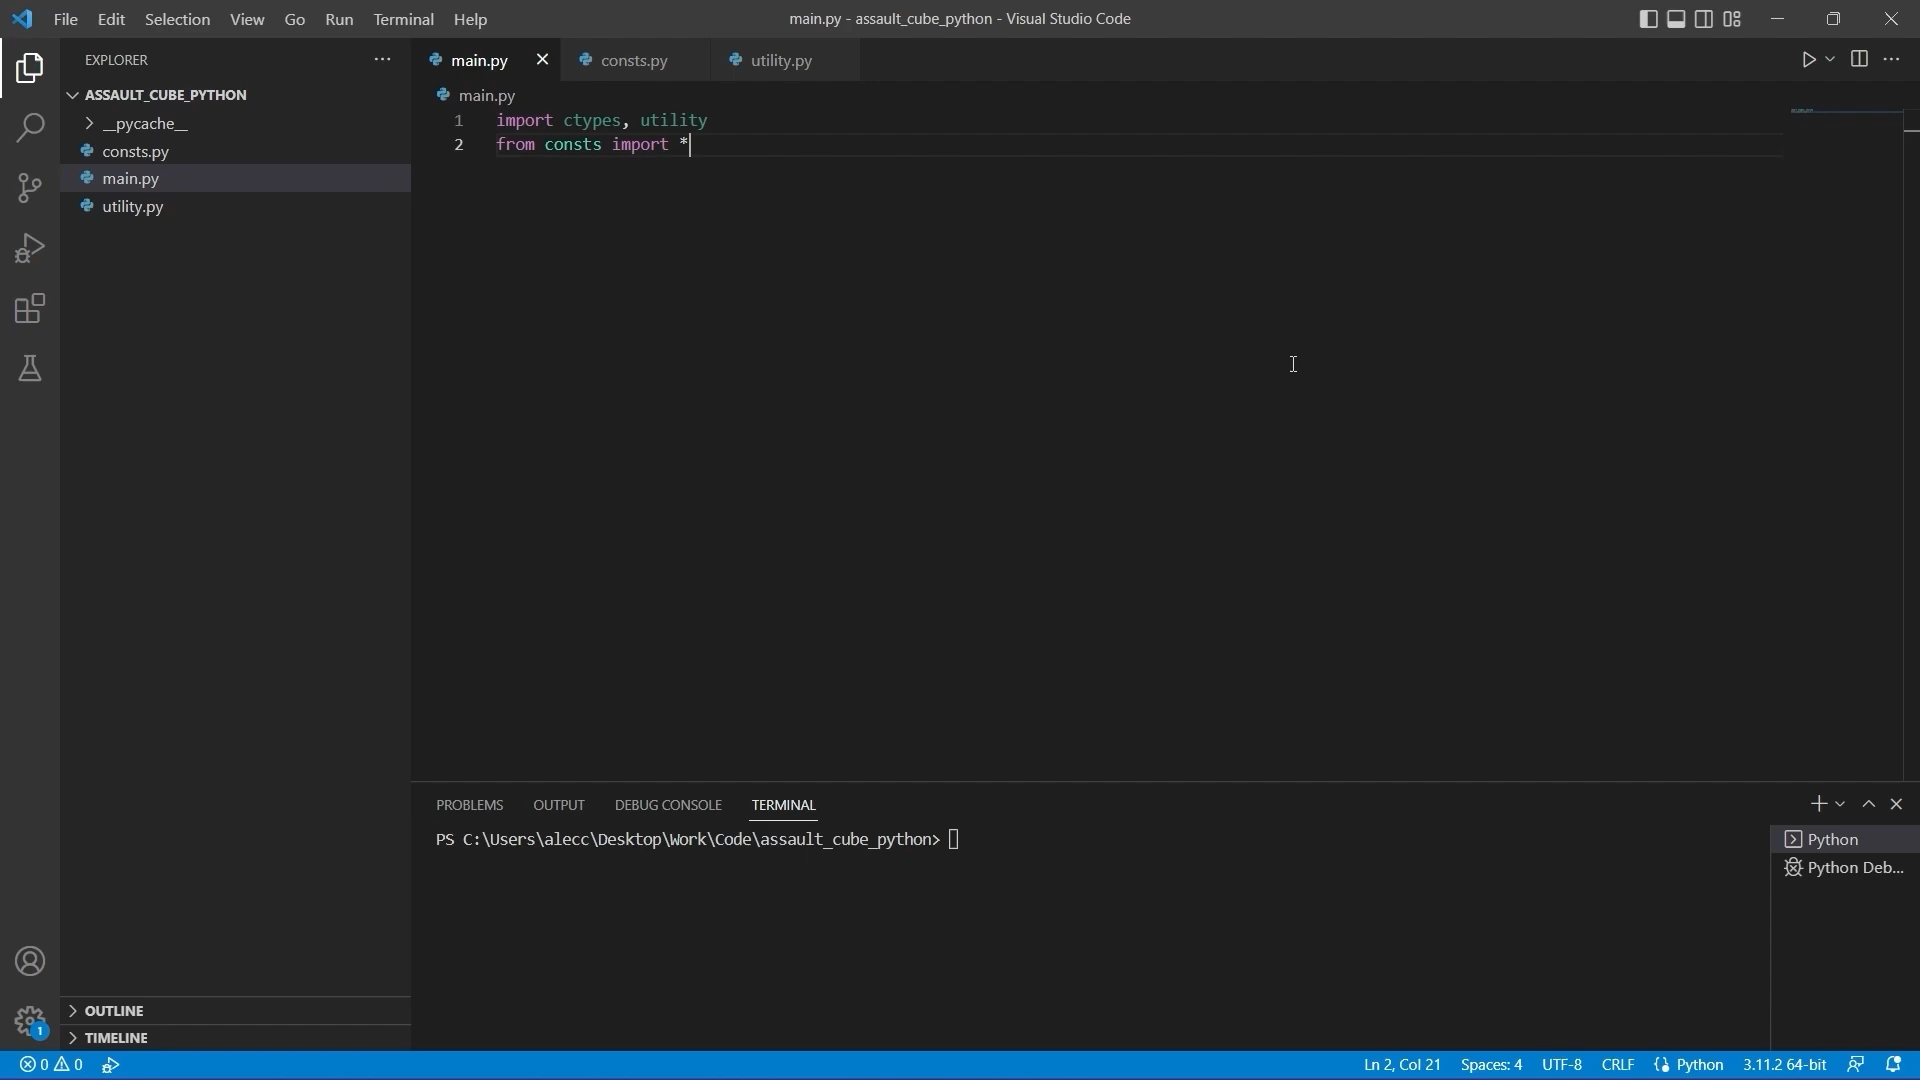 File Edit Selection View Go Run Terminal Help
main.py - assault_cube_python - Visual Studio Code
EXPLORER
ASSAULT_CUBE_PYTHON
__pycache__
consts.py
main.py
utility.py
OUTLINE
TIMELINE
main.py consts.py utility.py
main.py
1 import ctypes, utility
2 from consts import *
PROBLEMS OUTPUT DEBUG CONSOLE TERMINAL
PS C:\Users\alecc\Desktop\Work\Code\assault_cube_python>
Python
Python Deb...
1
0 0 Ln 2, Col 21 Spaces: 4 UTF-8 CRLF Python 3.11.2 64-bit